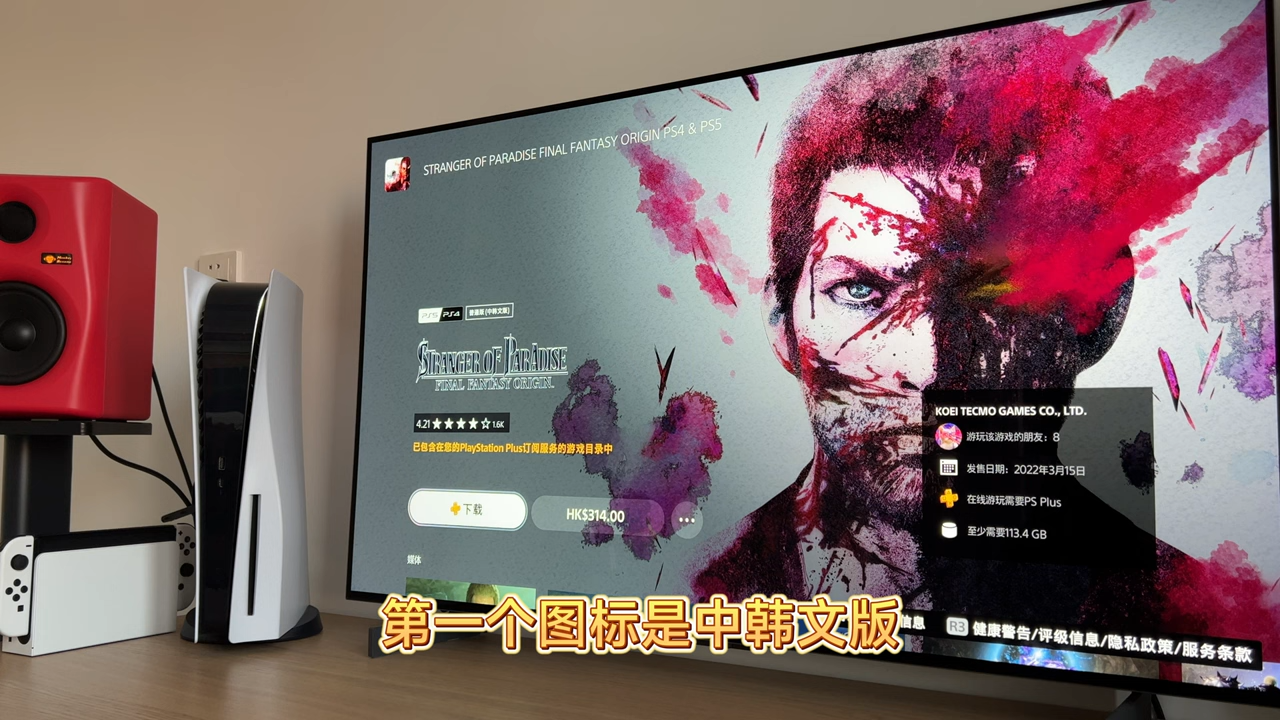 STRANGER OF PARADISE FINAL FANTASY ORIGIN PS4 & PS5
PS5 PS4 普通版 (中韩文版)
STRANGER OF PARADISE
FINAL FANTASY ORIGIN
4.21 ★★★★☆ 1.6K
已包含在您的PlayStation Plus订阅服务的游戏目录中
下载
HK$314.00
•••
媒体
KOEI TECMO GAMES CO., LTD.
游玩该游戏的朋友：8
发售日期：2022年3月15日
在线游玩需要PS Plus
至少需要113.4 GB
信息
R3 健康警告/评级信息/隐私政策/服务条款
第一个图标是中韩文版